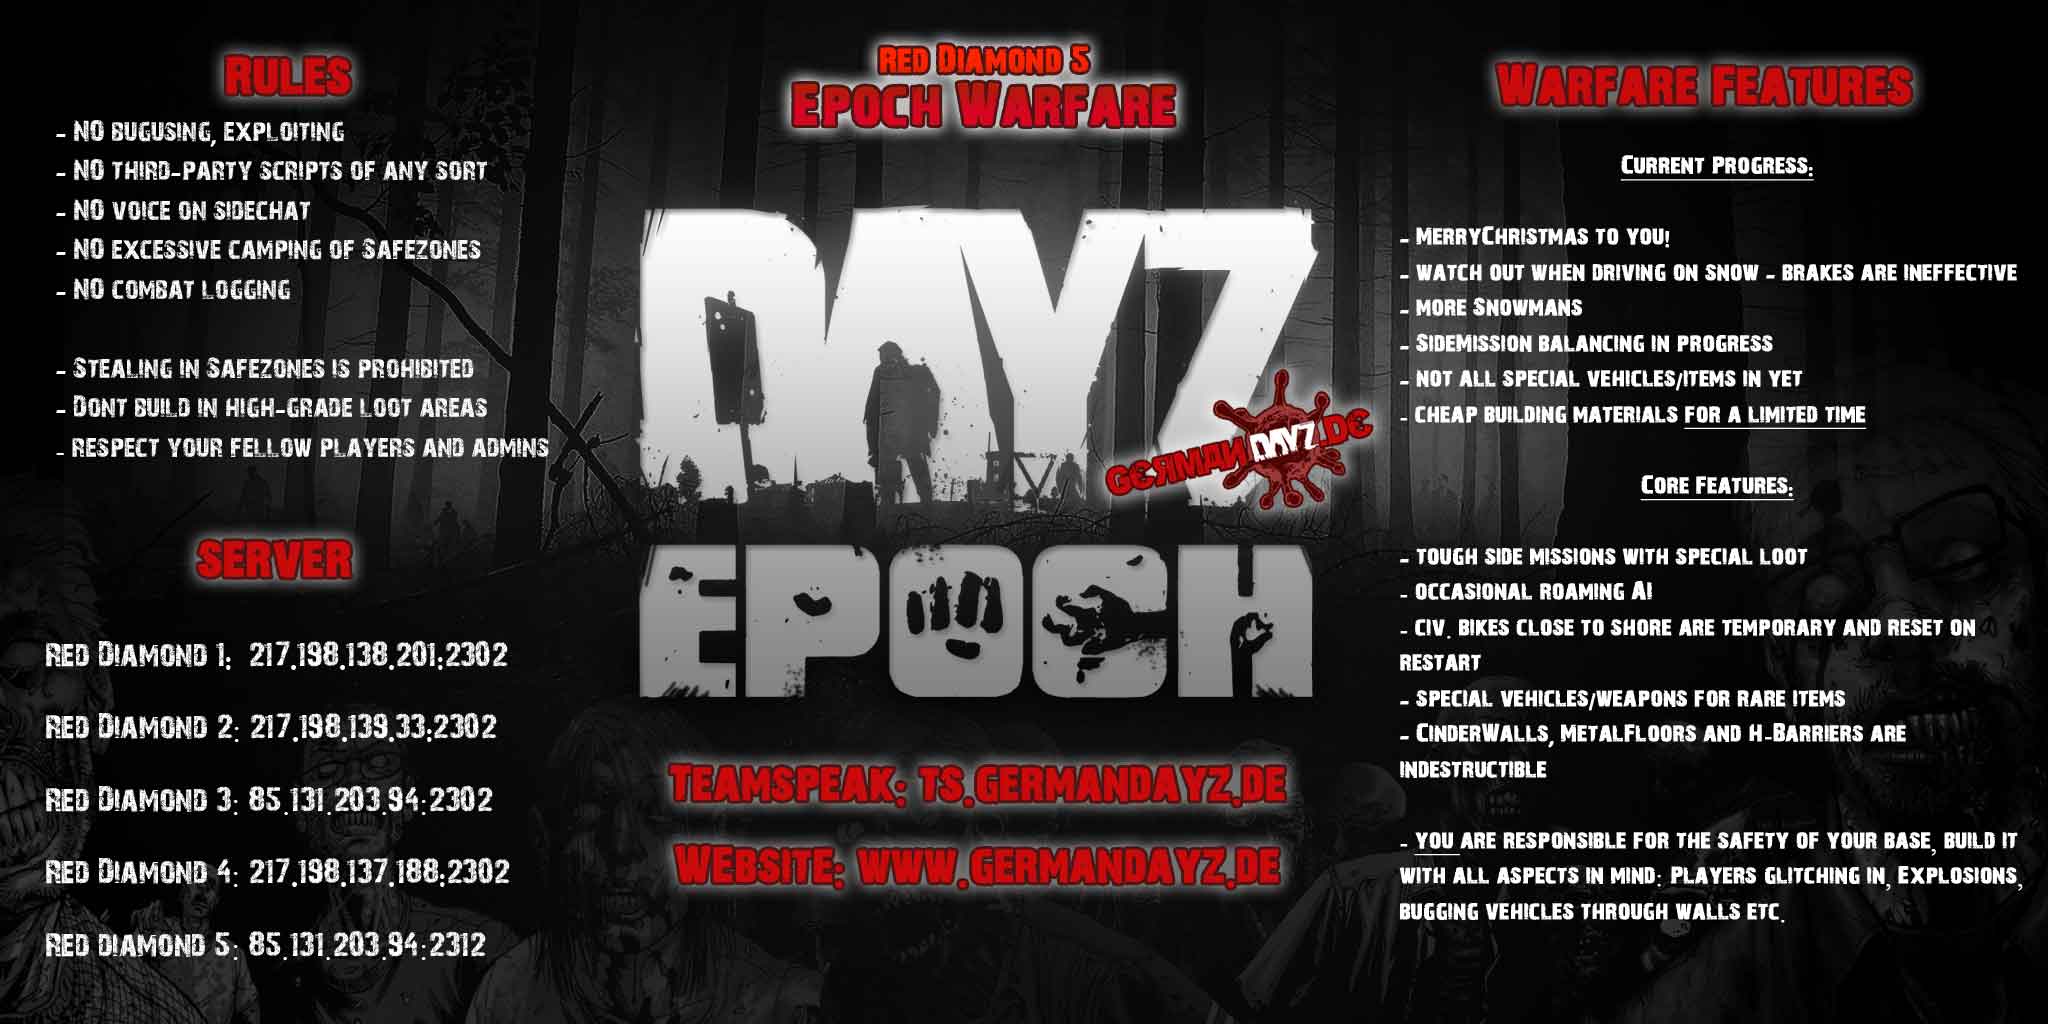 Rules
- NO bugusing, exploiting
- NO third-party scripts of any sort
- NO voice on sidechat
- NO excessive camping of Safezones
- NO combat logging
- Stealing in Safezones is prohibited
- Dont build in high-grade loot areas
- respect your fellow players and admins
Server
Red Diamond 1: 217.198.138.201:2302
Red Diamond 2: 217.198.139.33:2302
Red Diamond 3: 85.131.203.94:2302
Red Diamond 4: 217.198.137.188:2302
Red Diamond 5: 85.131.203.94:2312
Red Diamond 5
Epoch Warfare
DAYZ
GERMANDAYZ.DE
EPOCH
Teamspeak: ts.germandayz.de
Website: www.germandayz.de
Warfare Features
Current Progress:
- MerryChristmas to you!
- watch out when driving on snow - brakes are ineffective
- more Snowmans
- SideMission balancing in progress
- not all special vehicles/items in yet
- cheap building materials for a limited time
Core Features:
- tough side missions with special loot
- occasional roaming AI
- civ. bikes close to shore are temporary and reset on
restart
- special vehicles/weapons for rare items
- CinderWalls, MetalFloors and H-Barriers are
indestructible
- you are responsible for the safety of your base, build it
with all aspects in mind: Players glitching in, Explosions,
bugging vehicles through walls etc.